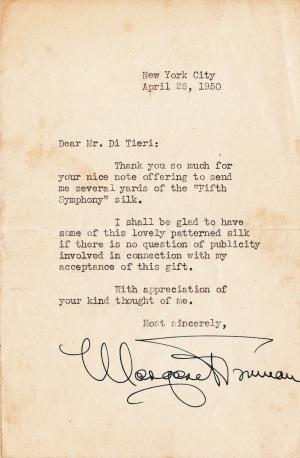 New York City
April 28, 1950
Dear Mr. Di Tieri:
Thank you so much for
your nice note offering to send
me several yards of the "Fifth
Symphony" silk.
I shall be glad to have
some of this lovely patterned silk
if there is no question of publicity
involved in connection with my
acceptance of this gift.
With appreciation of
your kind thought of me.
Most sincerely,
Margaret Truman